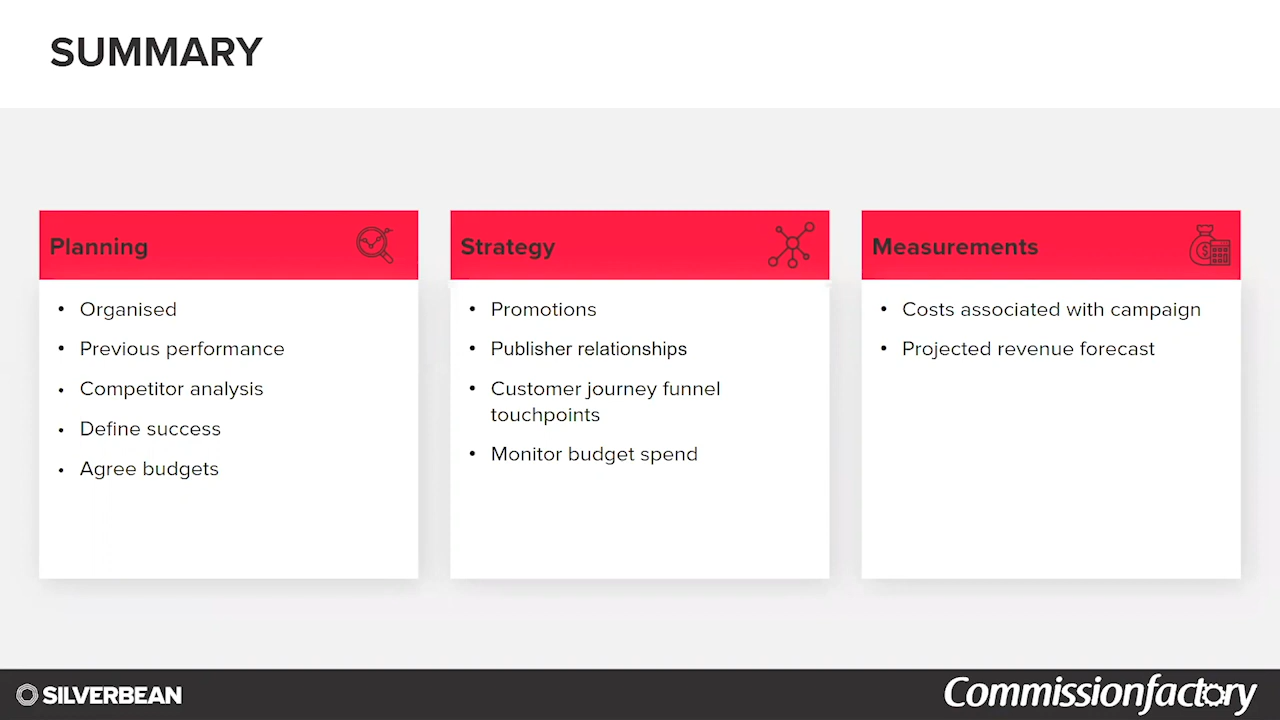 SUMMARY
Planning
• Organised
• Previous performance
• Competitor analysis
• Define success
• Agree budgets
Strategy
• Promotions
• Publisher relationships
• Customer journey funnel
touchpoints
• Monitor budget spend
Measurements
$
• Costs associated with campaign
• Projected revenue forecast
SILVERBEAN
Commissionfactory